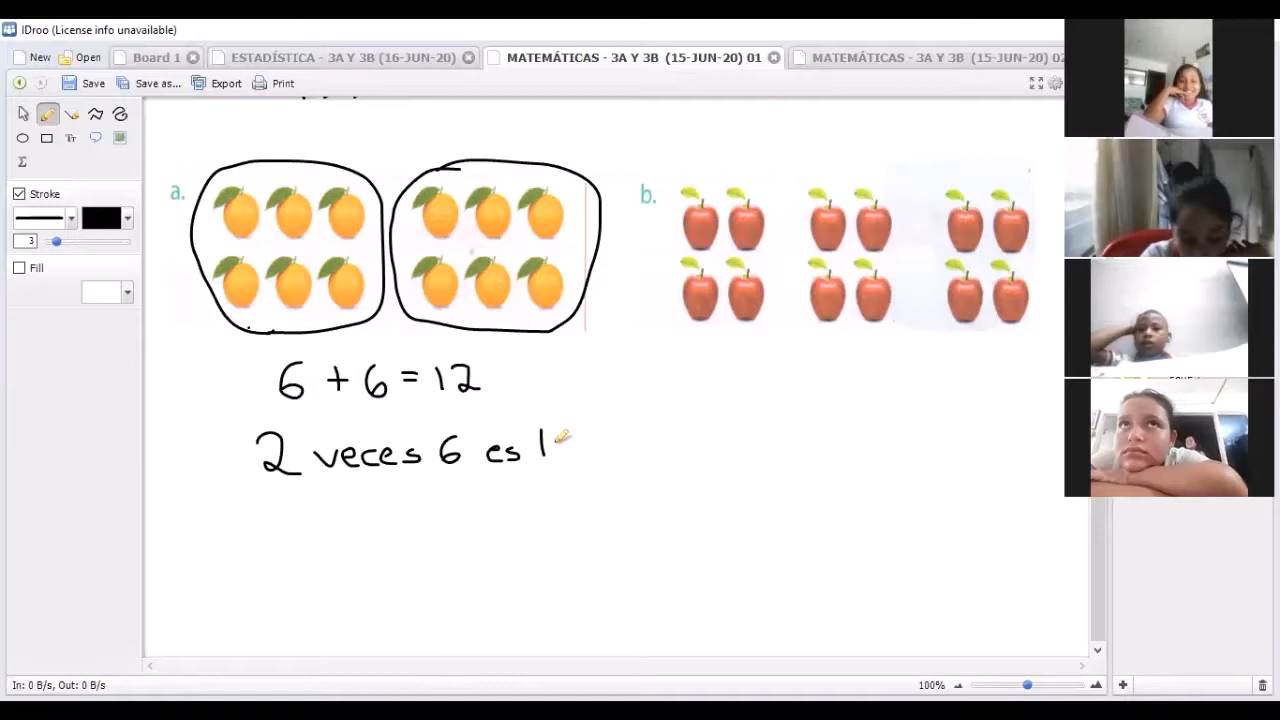 IDroo (License info unavailable)
New Open Board 1 ESTADÍSTICA - 3A Y 3B (16-JUN-20) MATEMÁTICAS - 3A Y 3B (15-JUN-20) 01 MATEMÁTICAS - 3A Y 3B (15-JUN-20) 02
Save Save as... Export Print
Tr
Σ
Stroke
3
Fill
a. b.
6 + 6 = 12
2 veces 6 es 1
In: 0 B/s, Out: 0 B/s 100%